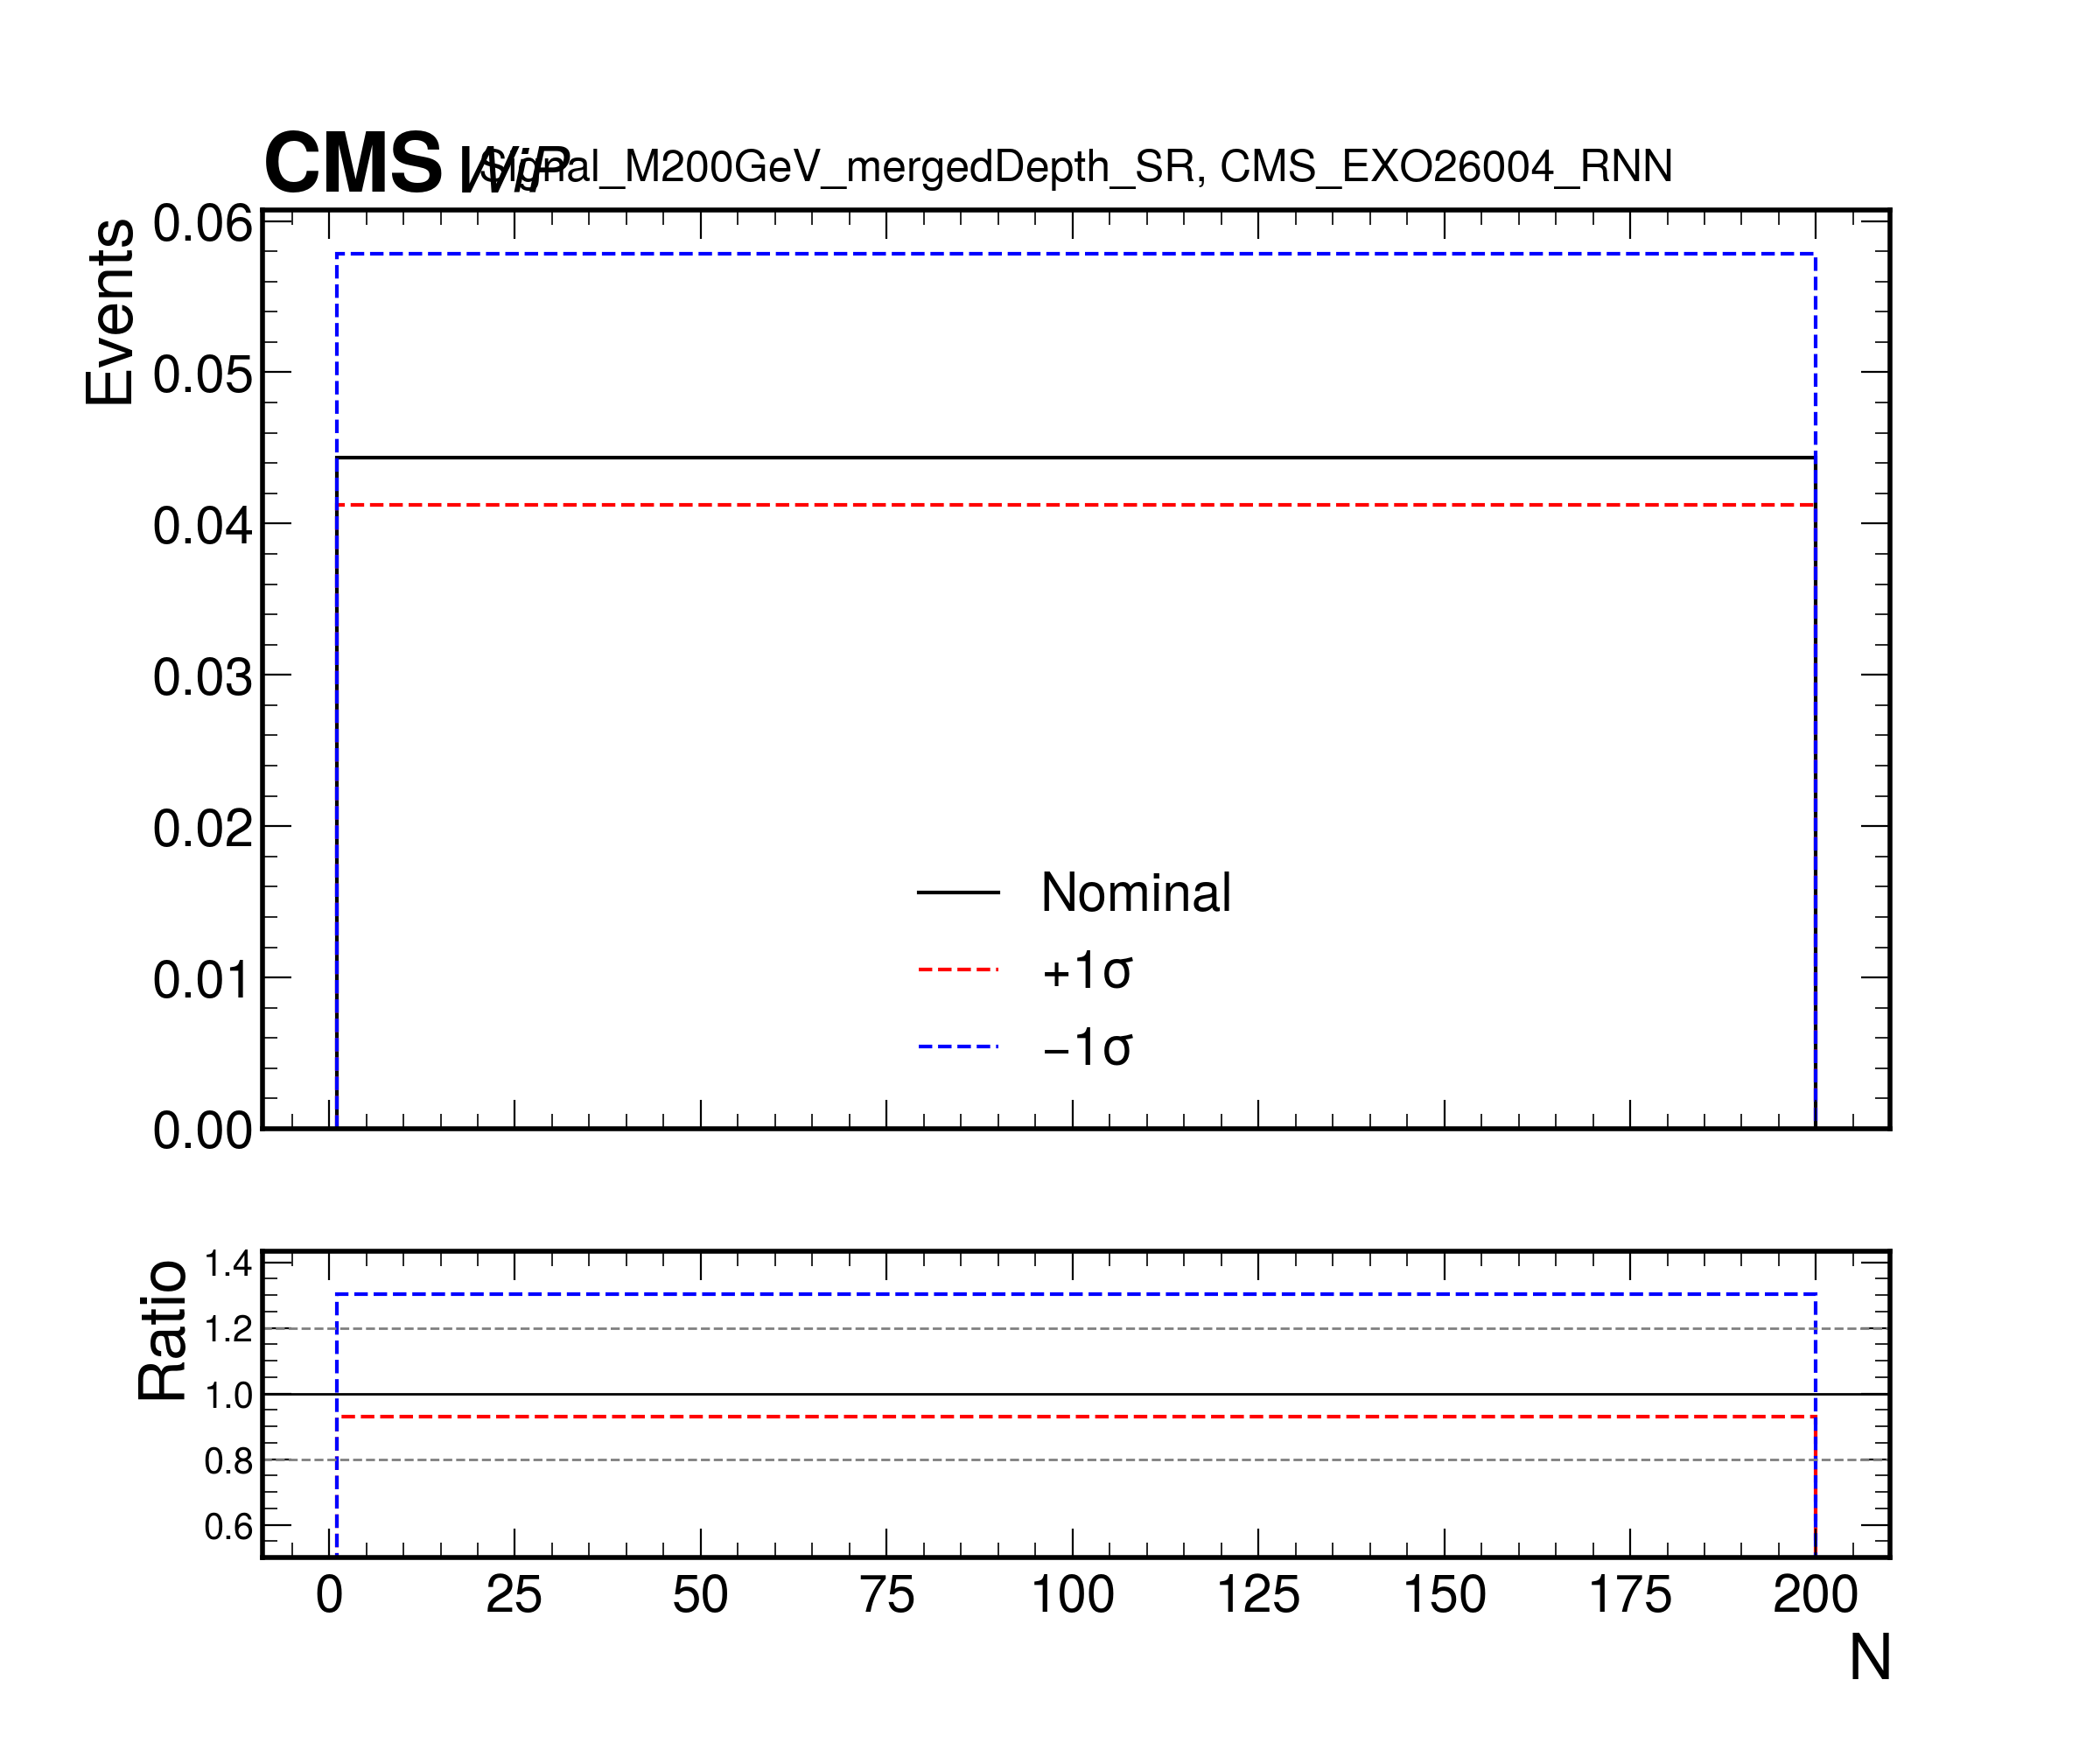 CMS WiP Signal_M200GeV_mergedDepth_SR, CMS_EXO26004_RNN
Events
0.06
0.05
0.04
0.03
0.02
0.01
0.00
Nominal
+1σ
−1σ
Ratio
1.4
1.2
1.0
0.8
0.6
0 25 50 75 100 125 150 175 200
N